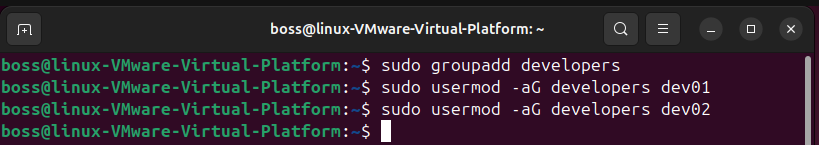 boss@linux-VMware-Virtual-Platform: ~
boss@linux-VMware-Virtual-Platform:~$ sudo groupadd developers
boss@linux-VMware-Virtual-Platform:~$ sudo usermod -aG developers dev01
boss@linux-VMware-Virtual-Platform:~$ sudo usermod -aG developers dev02
boss@linux-VMware-Virtual-Platform:~$